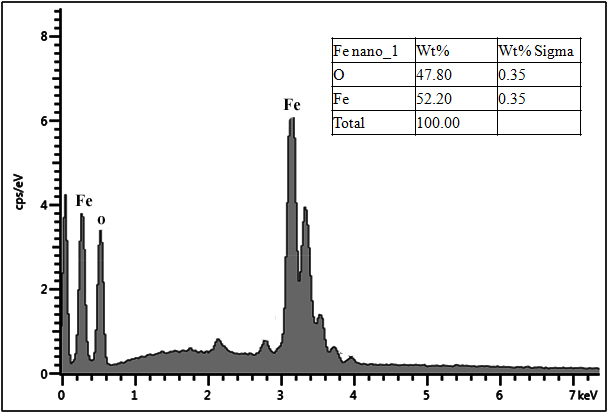 8
6
4
2
0
cps/eV
Fe
o
Fe
Fe nano_1 Wt% Wt% Sigma
O 47.80 0.35
Fe 52.20 0.35
Total 100.00
0 1 2 3 4 5 6 7 keV